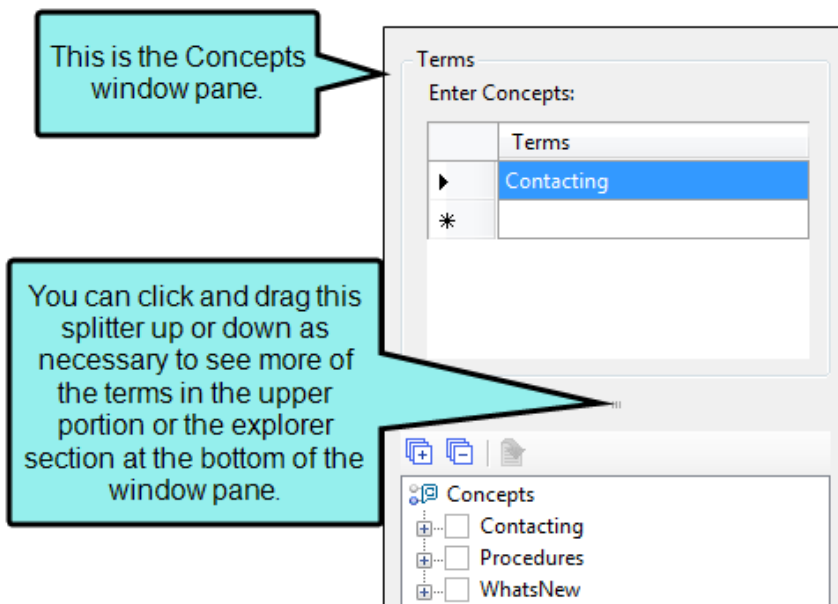 This is the Concepts
window pane.
Terms
Enter Concepts:
Terms
Contacting
You can click and drag this
splitter up or down as
necessary to see more of
the terms in the upper
portion or the explorer
section at the bottom of the
window pane.
Concepts
Contacting
Procedures
WhatsNew